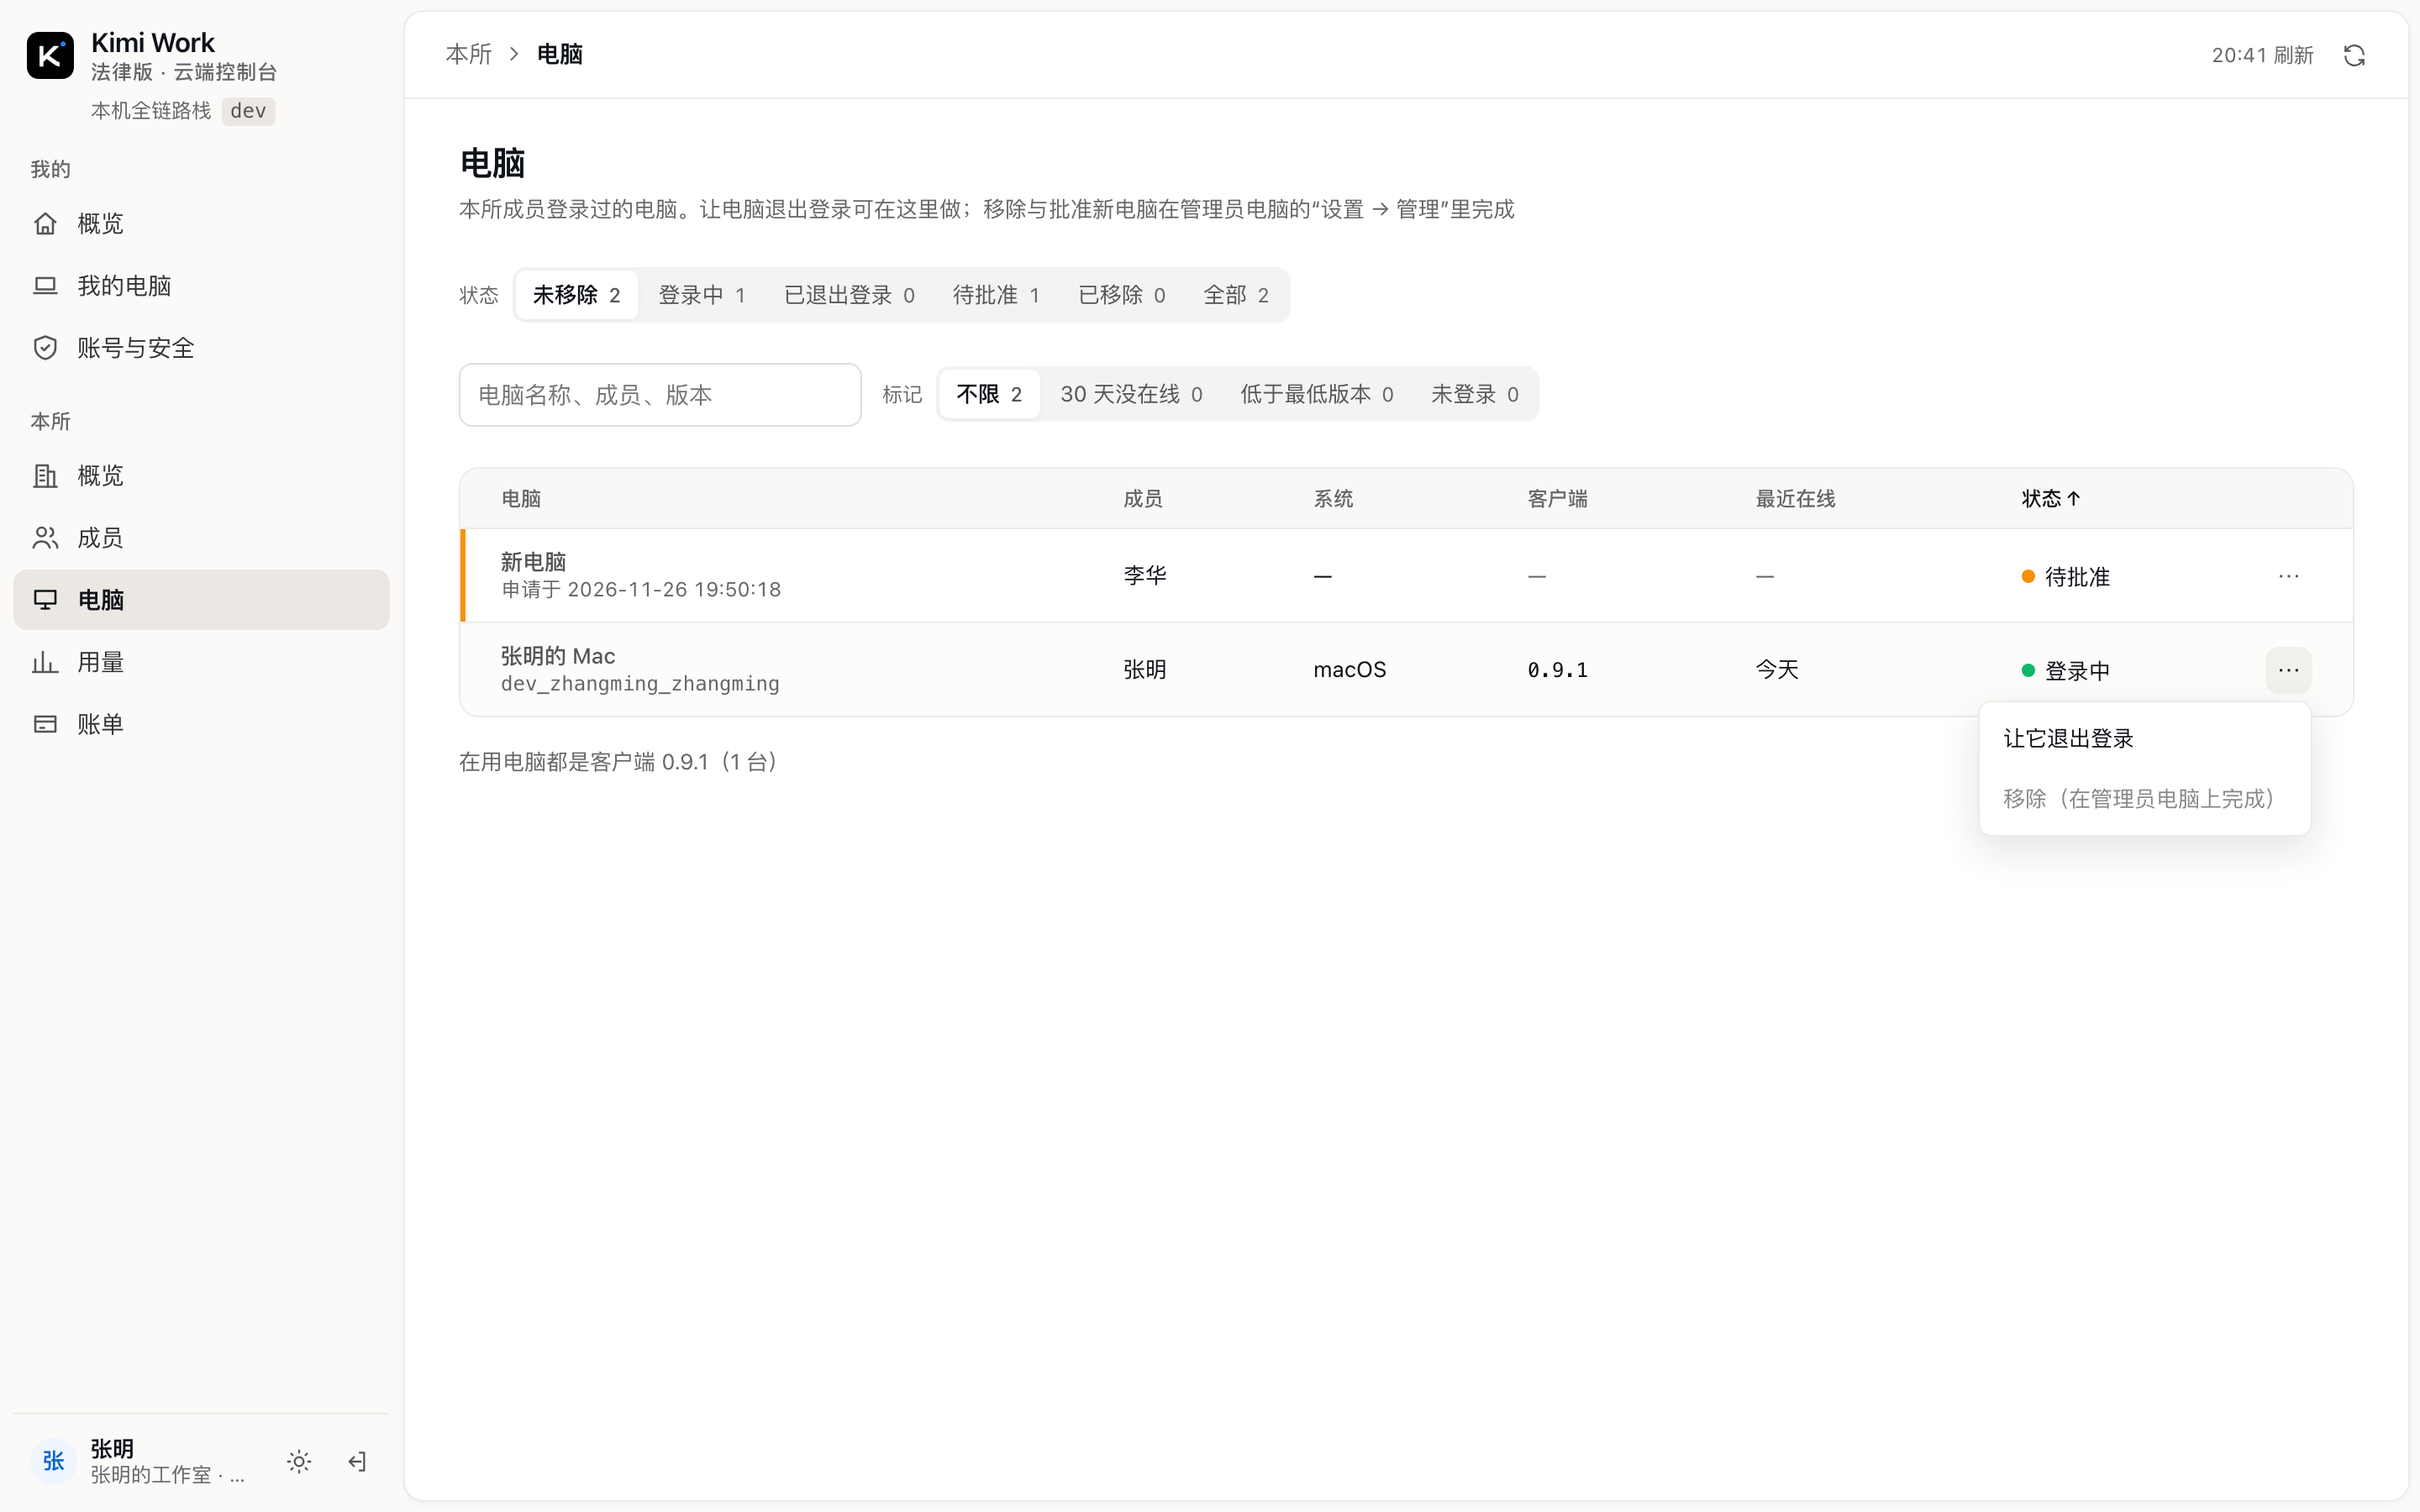 Kimi Work
法律版 · 云端控制台
本机全链路栈 dev
我的
概览
我的电脑
账号与安全
本所
概览
成员
电脑
用量
账单
张
张明
张明的工作室 · ...
本所 > 电脑
20:41 刷新
电脑
本所成员登录过的电脑。让电脑退出登录可在这里做；移除与批准新电脑在管理员电脑的“设置 → 管理”里完成
状态 未移除 2 登录中 1 已退出登录 0 待批准 1 已移除 0 全部 2
电脑名称、成员、版本 标记 不限 2 30 天没在线 0 低于最低版本 0 未登录 0
电脑 成员 系统 客户端 最近在线 状态 ↑
新电脑
申请于 2026-11-26 19:50:18
李华 — — — 待批准 ···
张明的 Mac
dev_zhangming_zhangming
张明 macOS 0.9.1 今天 登录中 ···
让它退出登录
移除（在管理员电脑上完成）
在用电脑都是客户端 0.9.1（1 台）